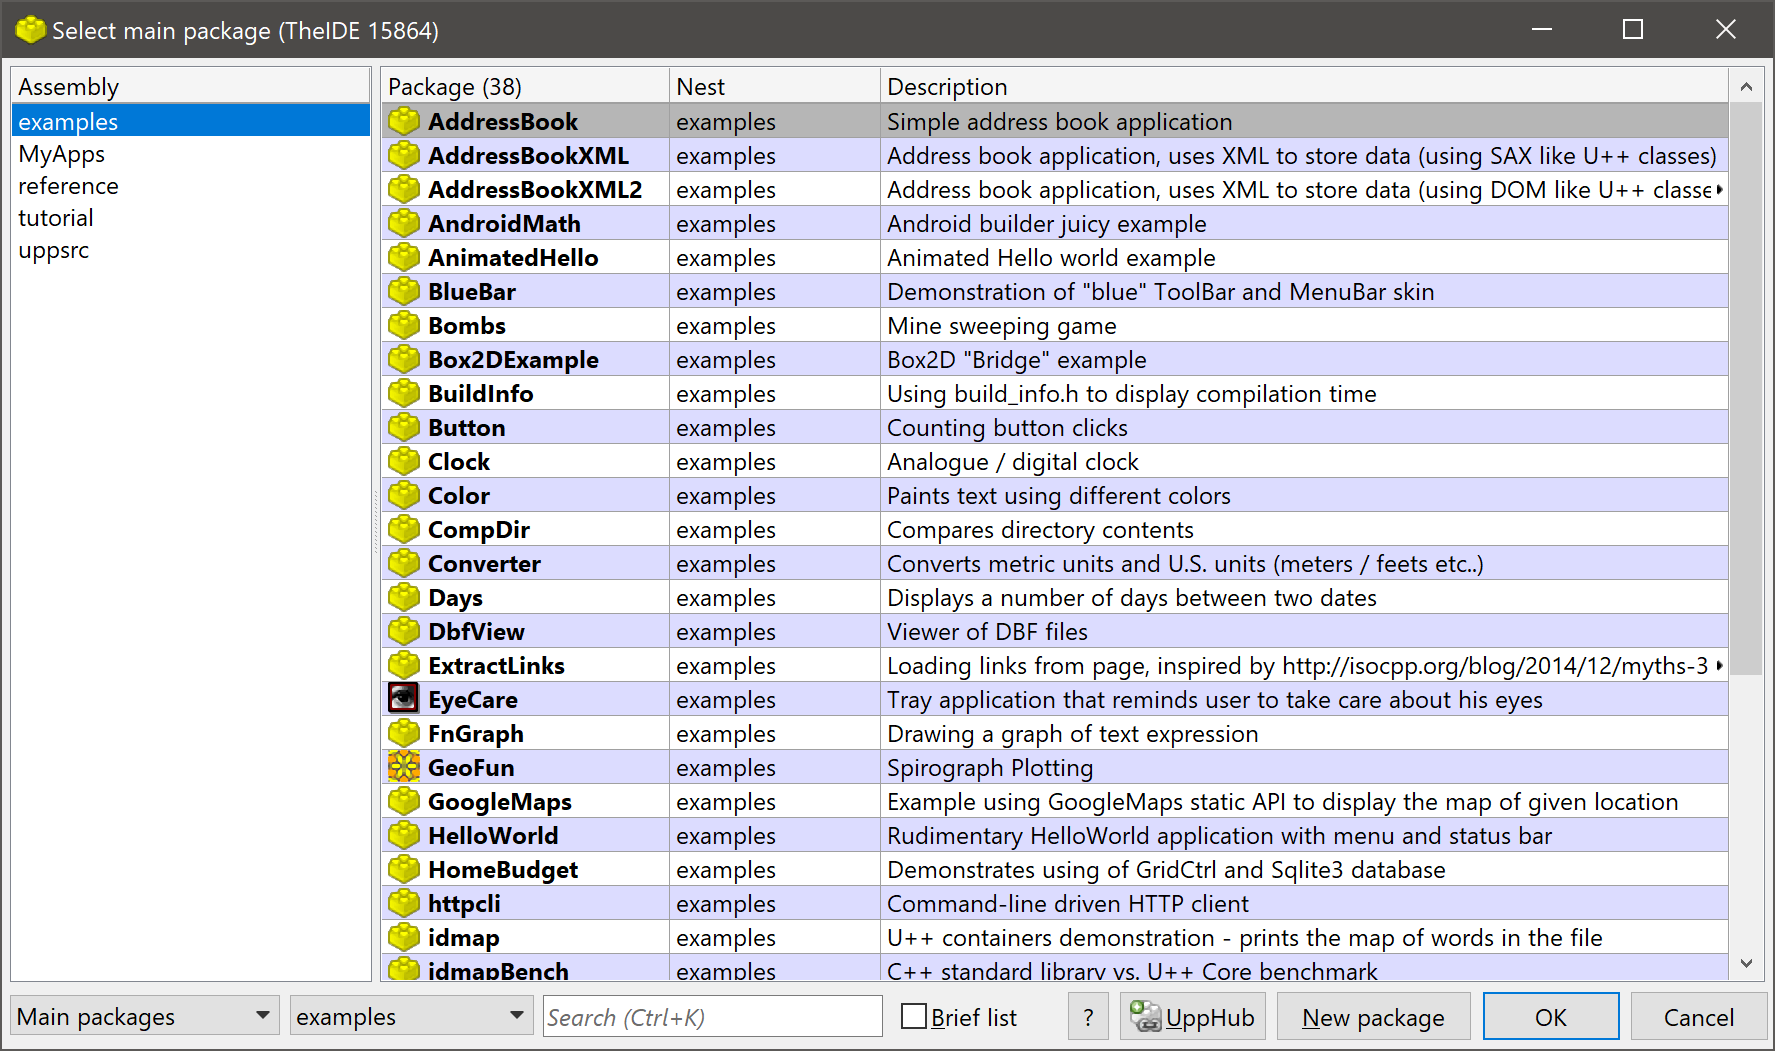 Select main package (TheIDE 15864)
Assembly
examples
MyApps
reference
tutorial
uppsrc
Package (38) Nest Description
AddressBook examples Simple address book application
AddressBookXML examples Address book application, uses XML to store data (using SAX like U++ classes)
AddressBookXML2 examples Address book application, uses XML to store data (using DOM like U++ classe
AndroidMath examples Android builder juicy example
AnimatedHello examples Animated Hello world example
BlueBar examples Demonstration of "blue" ToolBar and MenuBar skin
Bombs examples Mine sweeping game
Box2DExample examples Box2D "Bridge" example
BuildInfo examples Using build_info.h to display compilation time
Button examples Counting button clicks
Clock examples Analogue / digital clock
Color examples Paints text using different colors
CompDir examples Compares directory contents
Converter examples Converts metric units and U.S. units (meters / feets etc..)
Days examples Displays a number of days between two dates
DbfView examples Viewer of DBF files
ExtractLinks examples Loading links from page, inspired by http://isocpp.org/blog/2014/12/myths-3
EyeCare examples Tray application that reminds user to take care about his eyes
FnGraph examples Drawing a graph of text expression
GeoFun examples Spirograph Plotting
GoogleMaps examples Example using GoogleMaps static API to display the map of given location
HelloWorld examples Rudimentary HelloWorld application with menu and status bar
HomeBudget examples Demonstrates using of GridCtrl and Sqlite3 database
httpcli examples Command-line driven HTTP client
idmap examples U++ containers demonstration - prints the map of words in the file
idmapBench examples C++ standard library vs. U++ Core benchmark
Main packages examples Search (Ctrl+K) Brief list ? UppHub New package OK Cancel